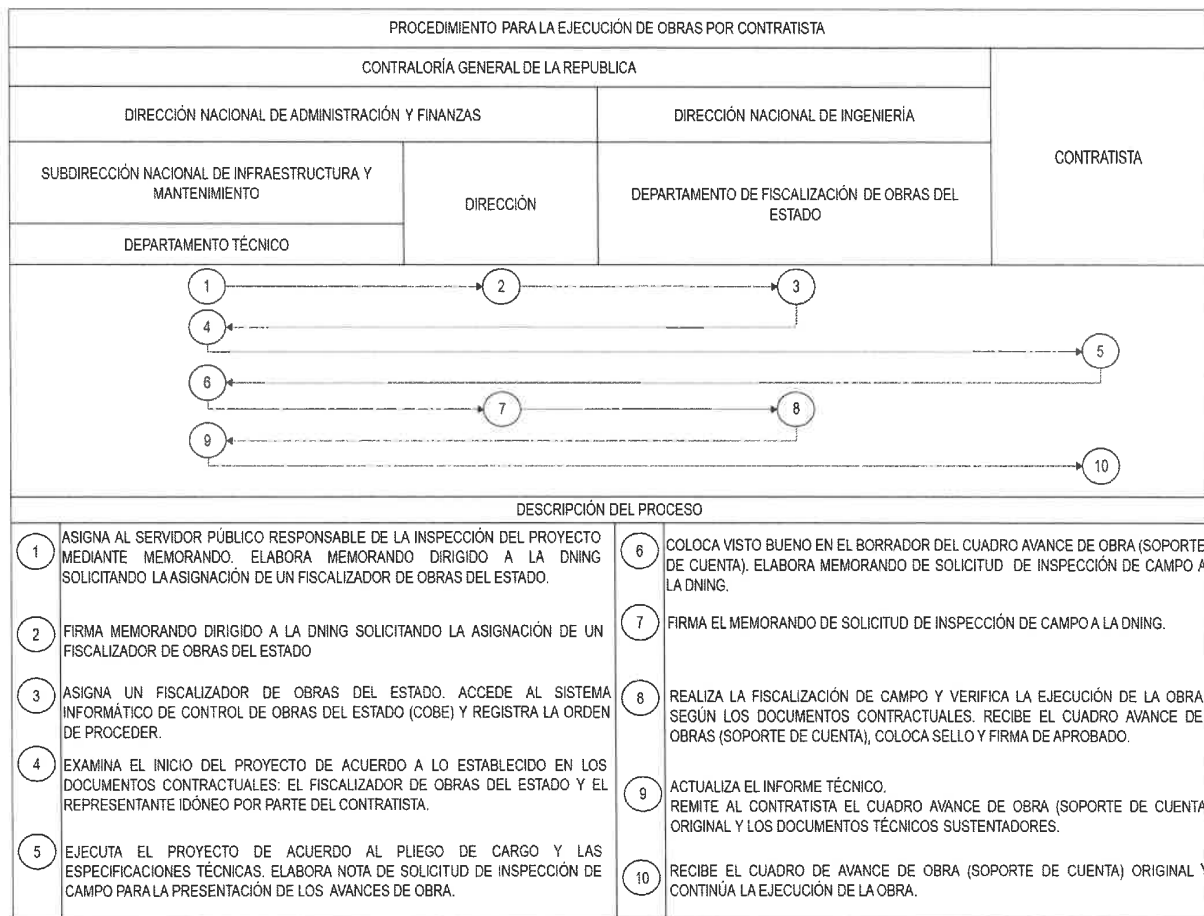 PROCEDIMIENTO PARA LA EJECUCIÓN DE OBRAS POR CONTRATISTA
CONTRALORÍA GENERAL DE LA REPUBLICA
DIRECCIÓN NACIONAL DE ADMINISTRACIÓN Y FINANZAS
DIRECCIÓN NACIONAL DE INGENIERÍA
CONTRATISTA
SUBDIRECCIÓN NACIONAL DE INFRAESTRUCTURA Y
MANTENIMIENTO
DIRECCIÓN
DEPARTAMENTO DE FISCALIZACIÓN DE OBRAS DEL
ESTADO
DEPARTAMENTO TÉCNICO
1
2
3
4
5
6
7
8
9
10
DESCRIPCIÓN DEL PROCESO
1
ASIGNA AL SERVIDOR PÚBLICO RESPONSABLE DE LA INSPECCIÓN DEL PROYECTO
MEDIANTE MEMORANDO. ELABORA MEMORANDO DIRIGIDO A LA DNING
SOLICITANDO LA ASIGNACIÓN DE UN FISCALIZADOR DE OBRAS DEL ESTADO.
2
FIRMA MEMORANDO DIRIGIDO A LA DNING SOLICITANDO LA ASIGNACIÓN DE UN
FISCALIZADOR DE OBRAS DEL ESTADO
3
ASIGNA UN FISCALIZADOR DE OBRAS DEL ESTADO. ACCEDE AL SISTEMA
INFORMÁTICO DE CONTROL DE OBRAS DEL ESTADO (COBE) Y REGISTRA LA ORDEN
DE PROCEDER.
4
EXAMINA EL INICIO DEL PROYECTO DE ACUERDO A LO ESTABLECIDO EN LOS
DOCUMENTOS CONTRACTUALES: EL FISCALIZADOR DE OBRAS DEL ESTADO Y EL
REPRESENTANTE IDÓNEO POR PARTE DEL CONTRATISTA.
5
EJECUTA EL PROYECTO DE ACUERDO AL PLIEGO DE CARGO Y LAS
ESPECIFICACIONES TÉCNICAS. ELABORA NOTA DE SOLICITUD DE INSPECCIÓN DE
CAMPO PARA LA PRESENTACIÓN DE LOS AVANCES DE OBRA.
6
COLOCA VISTO BUENO EN EL BORRADOR DEL CUADRO AVANCE DE OBRA (SOPORTE
DE CUENTA). ELABORA MEMORANDO DE SOLICITUD DE INSPECCIÓN DE CAMPO A
LA DNING.
7
FIRMA EL MEMORANDO DE SOLICITUD DE INSPECCIÓN DE CAMPO A LA DNING.
8
REALIZA LA FISCALIZACIÓN DE CAMPO Y VERIFICA LA EJECUCIÓN DE LA OBRA
SEGÚN LOS DOCUMENTOS CONTRACTUALES. RECIBE EL CUADRO AVANCE DE
OBRAS (SOPORTE DE CUENTA), COLOCA SELLO Y FIRMA DE APROBADO.
9
ACTUALIZA EL INFORME TÉCNICO.
REMITE AL CONTRATISTA EL CUADRO AVANCE DE OBRA (SOPORTE DE CUENTA
ORIGINAL Y LOS DOCUMENTOS TÉCNICOS SUSTENTADORES.
10
RECIBE EL CUADRO DE AVANCE DE OBRA (SOPORTE DE CUENTA) ORIGINAL Y
CONTINÚA LA EJECUCIÓN DE LA OBRA.